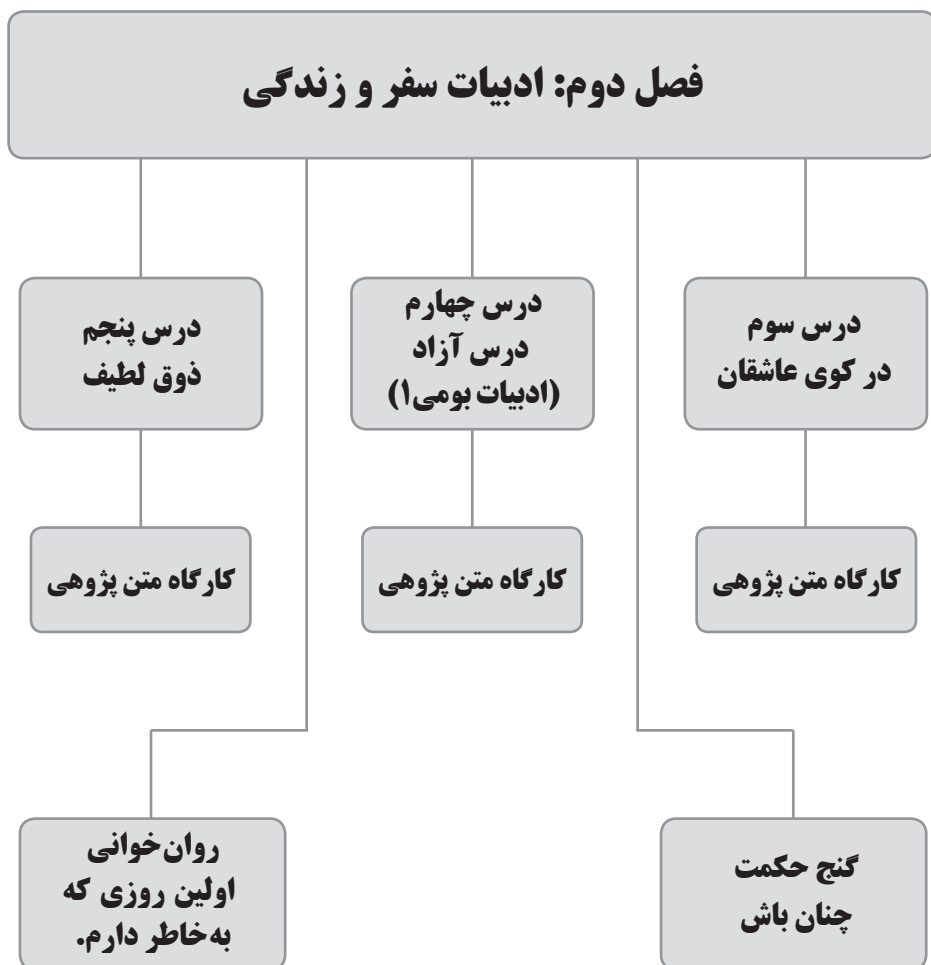 فصل دوم: ادبیات سفر و زندگی
درس سوم
در کوی عاشقان
درس چهارم
درس آزاد
(ادبیات بومی۱)
درس پنجم
ذوق لطیف
کارگاه متن پژوهی
کارگاه متن پژوهی
کارگاه متن پژوهی
گنج حکمت
چنان باش
روان‌خوانی
اولین روزی که
به‌خاطر دارم.